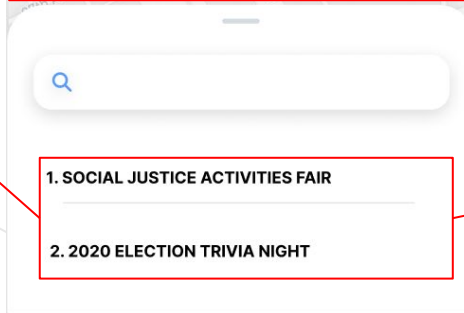 1. SOCIAL JUSTICE ACTIVITIES FAIR
2. 2020 ELECTION TRIVIA NIGHT